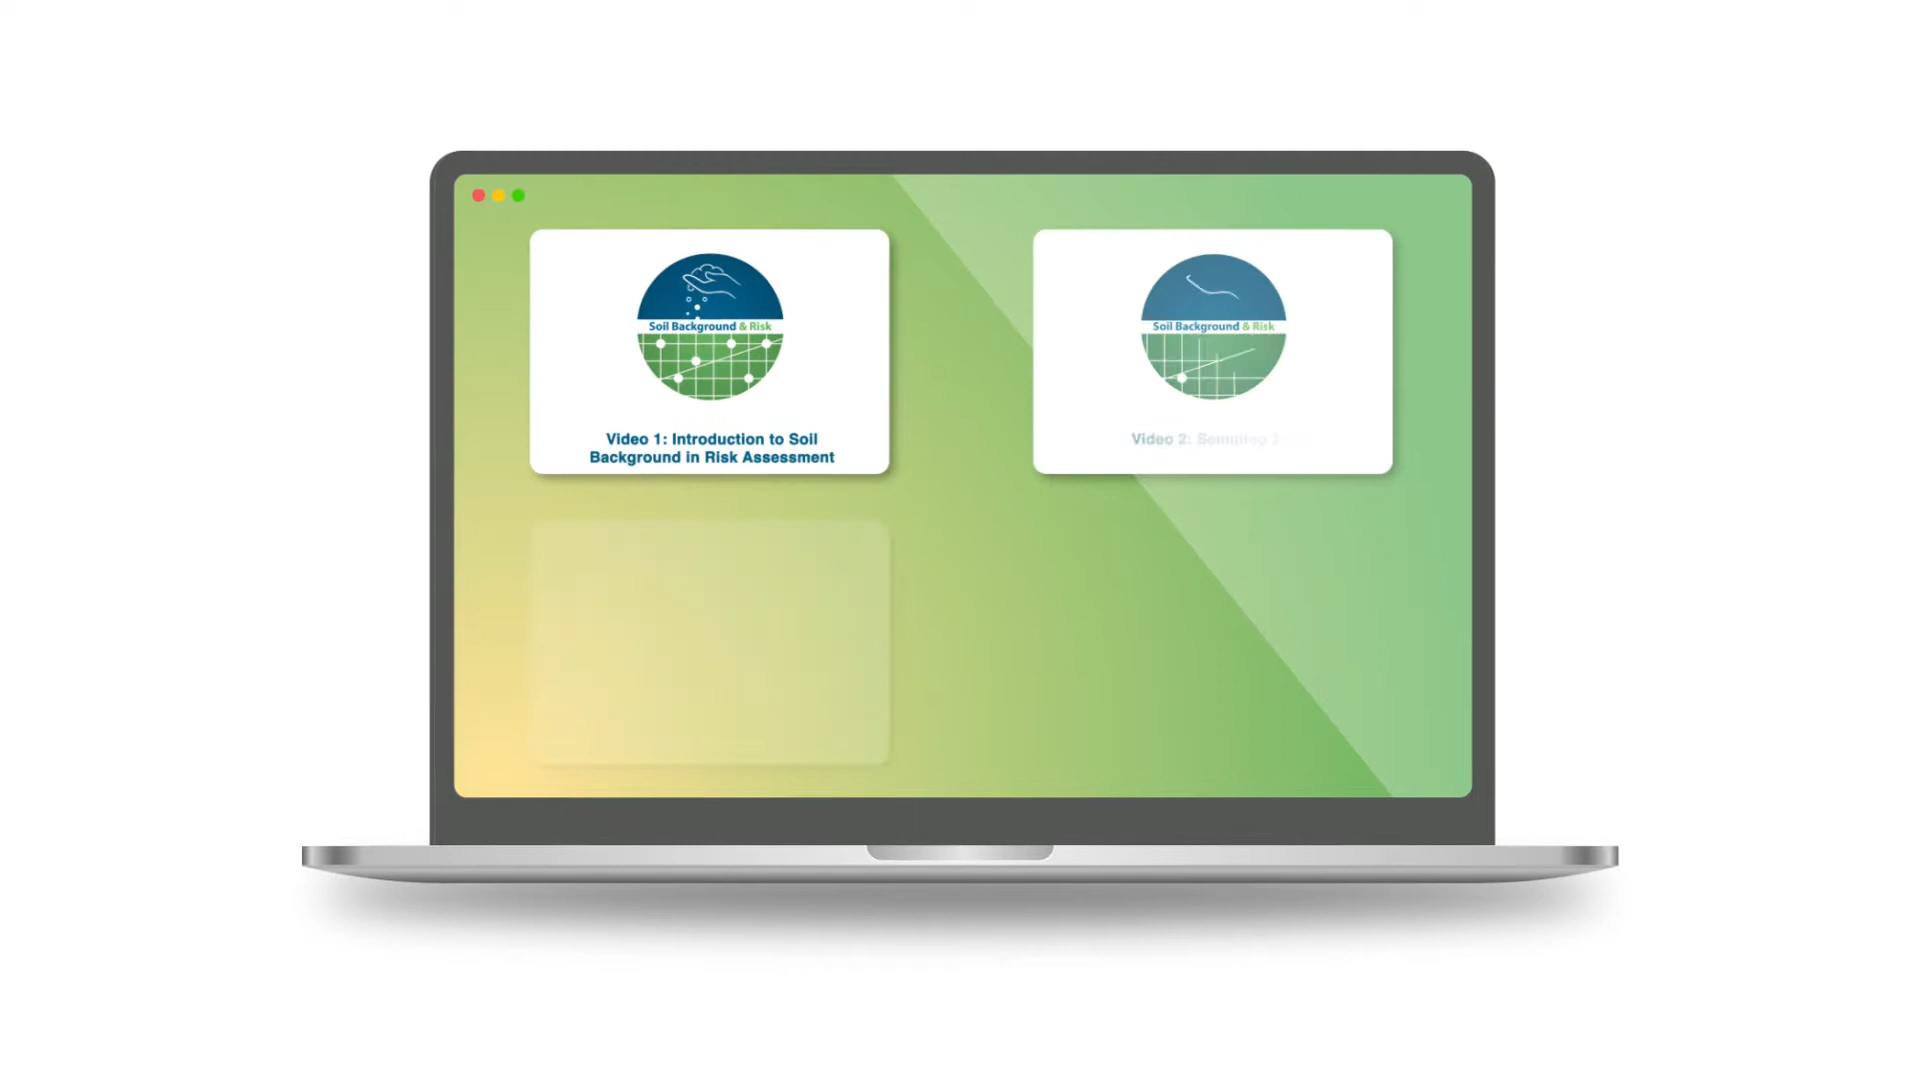 Soil Background & Risk
Video 1: Introduction to Soil
Background in Risk Assessment
Soil Background & Risk
Video 2: